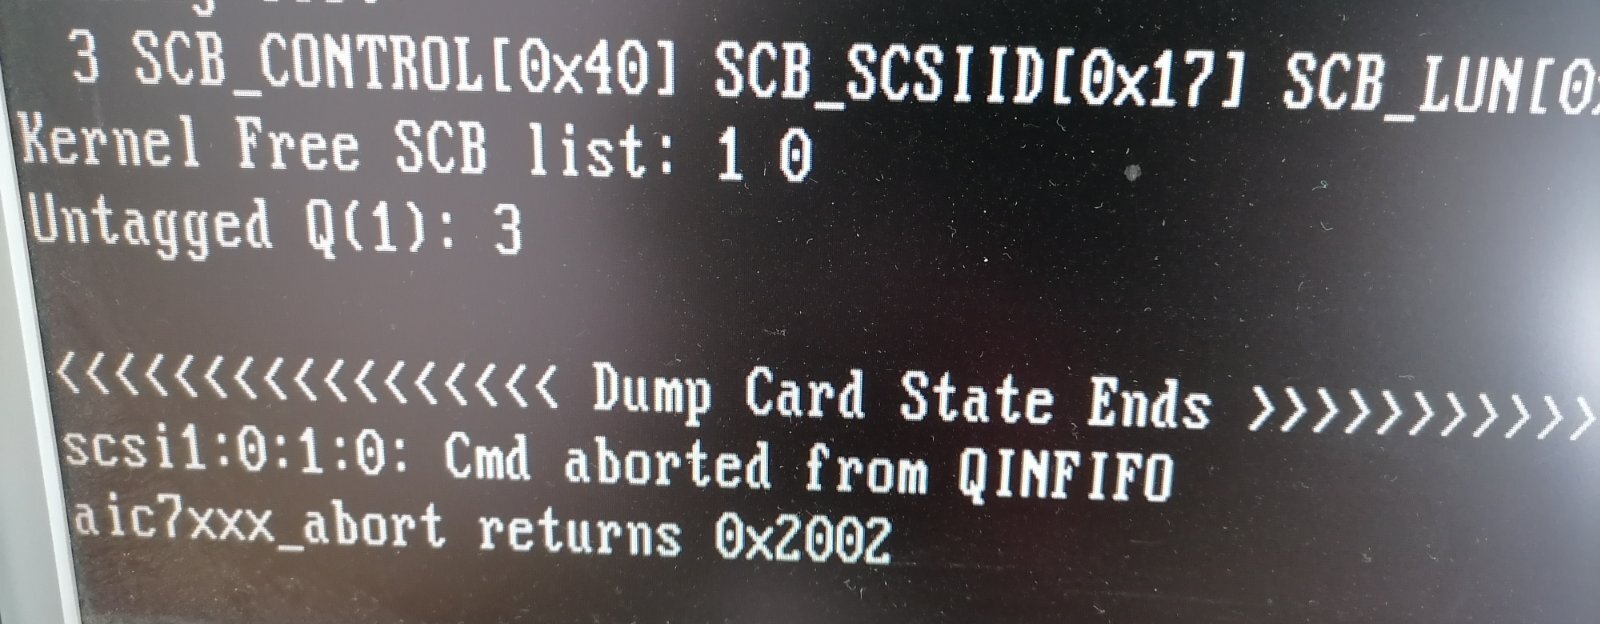 3 SCB_CONTROL[0x40] SCB_SCSIID[0x17] SCB_LUN[0x
Kernel Free SCB list: 1 0
Untagged Q(1): 3
<<<<<<<<<<<<<<<<< Dump Card State Ends >>>>>>>>>>>>
scsi1:0:1:0: Cmd aborted from QINFIFO
aic7xxx_abort returns 0x2002